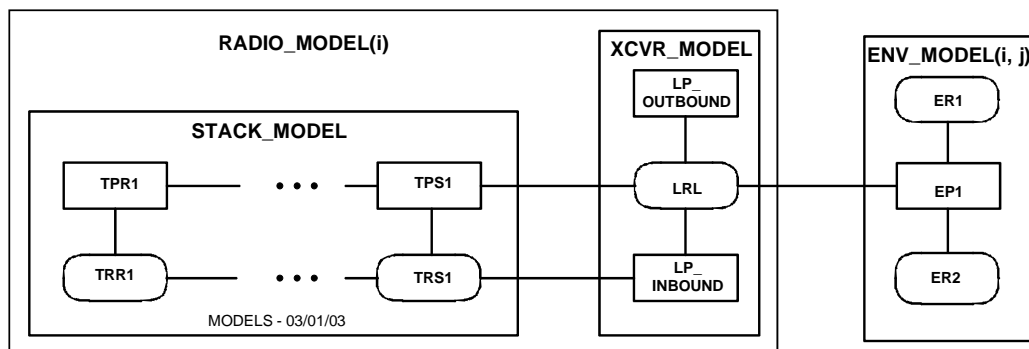 RADIO_MODEL(i)
XCVR_MODEL
ENV_MODEL(i, j)
LP_
OUTBOUND
ER1
STACK_MODEL
TPR1
TPS1
LRL
EP1
TRR1
TRS1
LP_
INBOUND
ER2
MODELS - 03/01/03